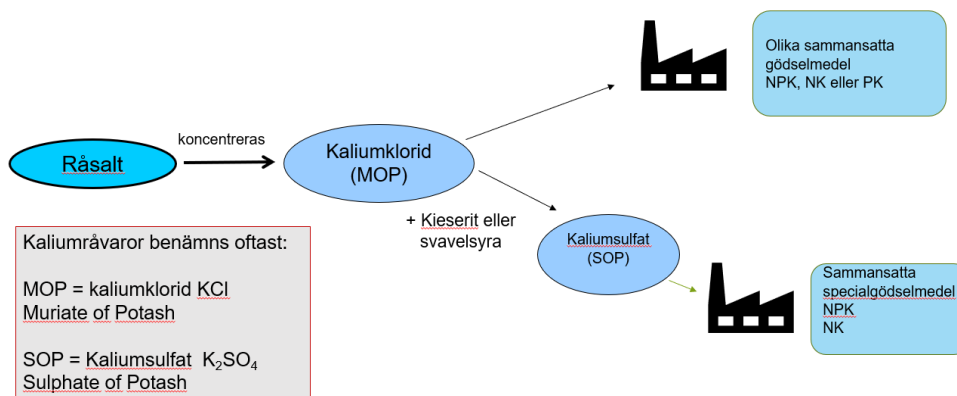 Olika sammansatta
gödselmedel
NPK, NK eller PK
koncentreras
Råsalt
Kaliumklorid
(MOP)
+ Kieserit eller
svavelsyra
Kaliumsulfat
(SOP)
Kaliumråvaror benämns oftast:
MOP = kaliumklorid KCl
Muriate of Potash
SOP = Kaliumsulfat K₂SO₄
Sulphate of Potash
Sammansatta
specialgödselmedel
NPK
NK